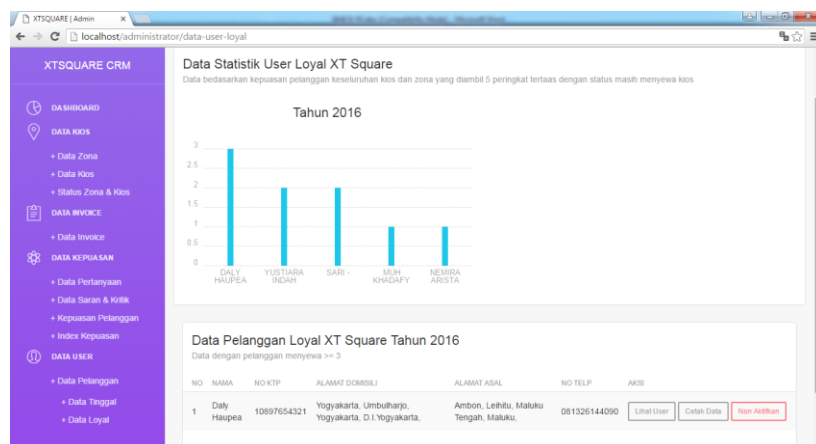 XTSQUARE | Admin
localhost/administrator/data-user-loyal
XTSQUARE CRM
DASHBOARD
DATA KIOS
+ Data Zona
+ Data Kios
+ Status Zona & Kios
DATA INVOICE
+ Data Invoice
DATA KEPUASAN
+ Data Pertanyaan
+ Data Saran & Kritik
+ Kepuasan Pelanggan
+ Index Kepuasan
DATA USER
+ Data Pelanggan
+ Data Tinggal
+ Data Loyal
Data Statistik User Loyal XT Square
Data bedasarkan kepuasan pelanggan keseluruhan kios dan zona yang diambil 5 peringkat tertaas dengan status masih menyewa kios
Tahun 2016
3
2.5
2
1.5
1
0.5
0
DALY HAUPEA
YUSTIARA INDAH
SARI -
MUH KHADAFY
NEMIRA ARISTA
Data Pelanggan Loyal XT Square Tahun 2016
Data dengan pelanggan menyewa >= 3
NO NAMA NO KTP ALAMAT DOMISILI ALAMAT ASAL NO TELP AKSI
1 Daly Haupea 10897654321 Yogyakarta, Umbulharjo, Yogyakarta, D.I.Yogyakarta, Ambon, Leihitu, Maluku Tengah, Maluku, 081326144090 Lihat User Cetak Data Non Aktifkan